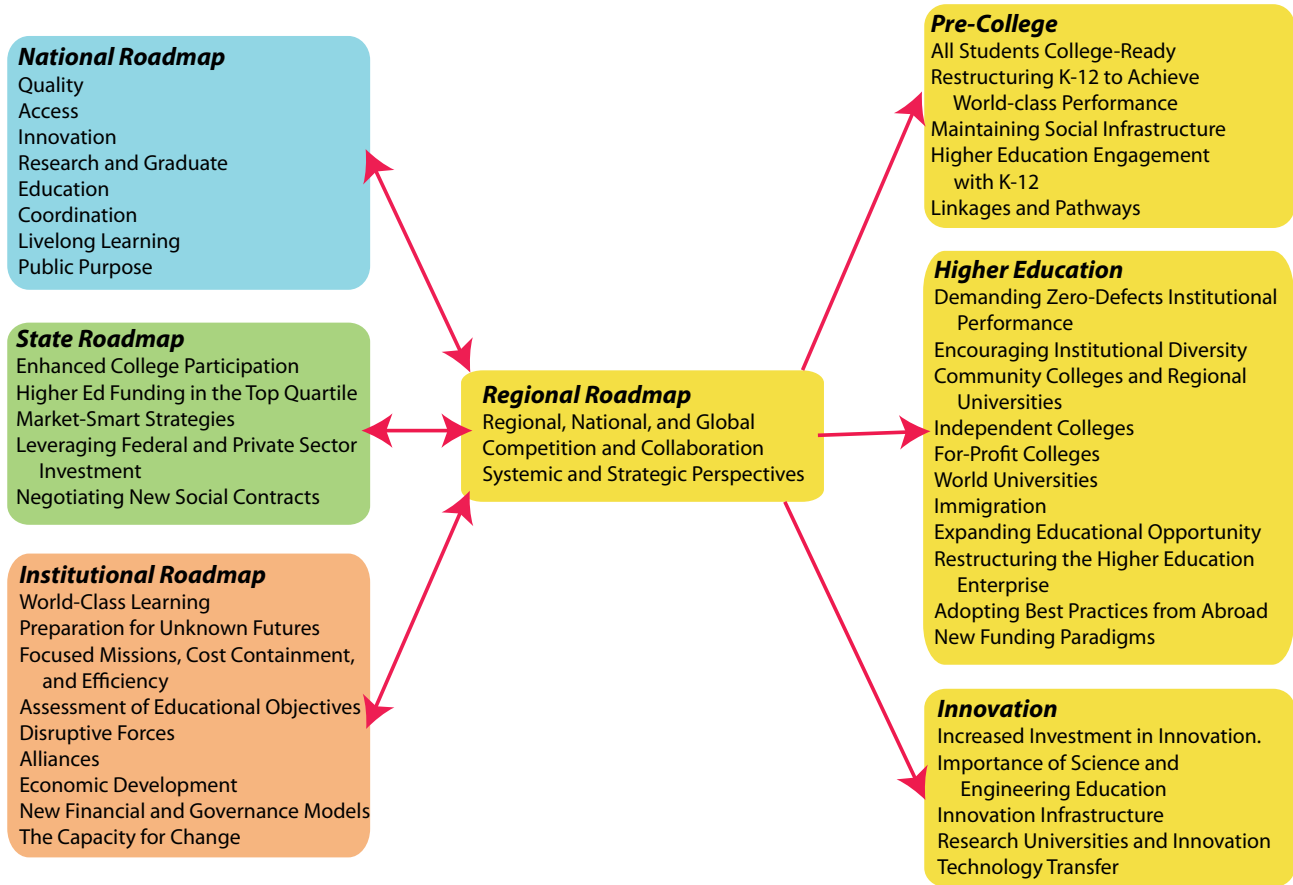 National Roadmap
Quality
Access
Innovation
Research and Graduate
Education
Coordination
Livelong Learning
Public Purpose
State Roadmap
Enhanced College Participation
Higher Ed Funding in the Top Quartile
Market-Smart Strategies
Leveraging Federal and Private Sector
Investment
Negotiating New Social Contracts
Institutional Roadmap
World-Class Learning
Preparation for Unknown Futures
Focused Missions, Cost Containment,
and Efficiency
Assessment of Educational Objectives
Disruptive Forces
Alliances
Economic Development
New Financial and Governance Models
The Capacity for Change
Regional Roadmap
Regional, National, and Global
Competition and Collaboration
Systemic and Strategic Perspectives
Pre-College
All Students College-Ready
Restructuring K-12 to Achieve
World-class Performance
Maintaining Social Infrastructure
Higher Education Engagement
with K-12
Linkages and Pathways
Higher Education
Demanding Zero-Defects Institutional
Performance
Encouraging Institutional Diversity
Community Colleges and Regional
Universities
Independent Colleges
For-Profit Colleges
World Universities
Immigration
Expanding Educational Opportunity
Restructuring the Higher Education
Enterprise
Adopting Best Practices from Abroad
New Funding Paradigms
Innovation
Increased Investment in Innovation.
Importance of Science and
Engineering Education
Innovation Infrastructure
Research Universities and Innovation
Technology Transfer